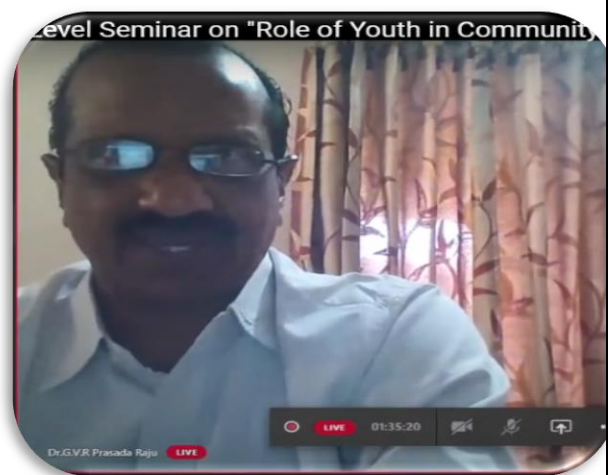 Level Seminar on "Role of Youth in Community
LIVE 01:35:20
Dr.G.V.R Prasada Raju LIVE